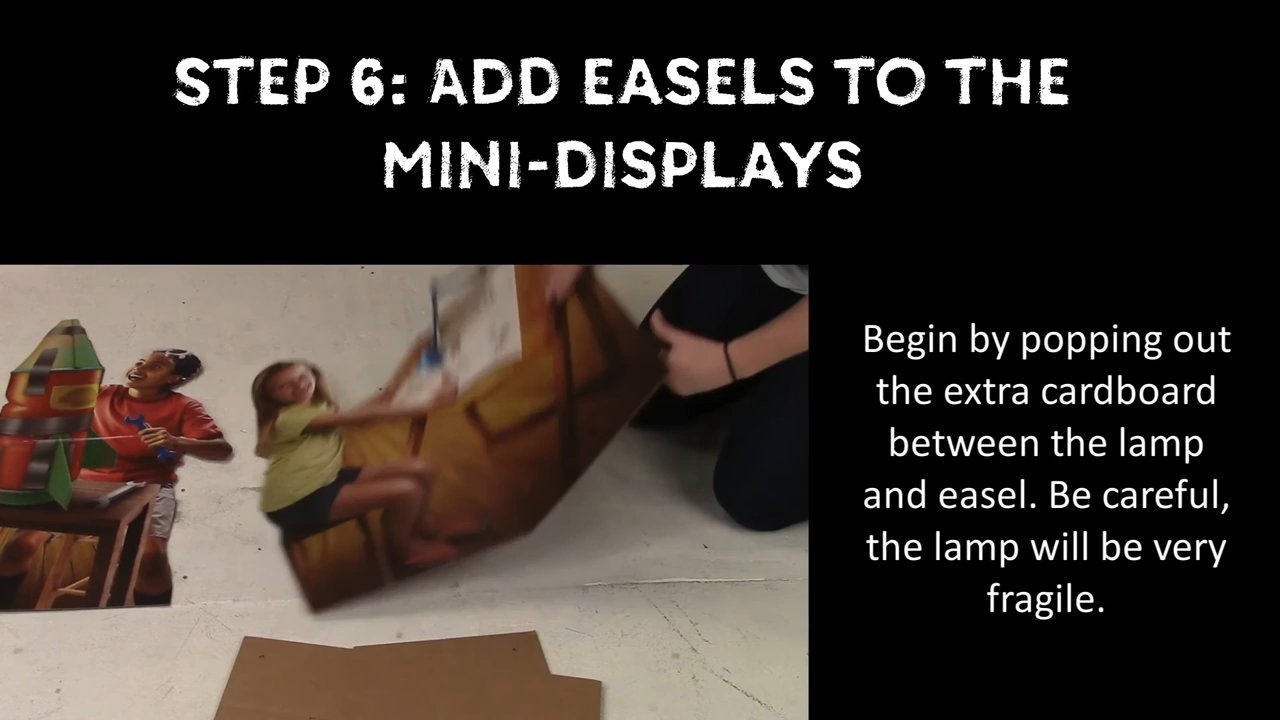 STEP 6: ADD EASELS TO THE
MINI-DISPLAYS
Begin by popping out
the extra cardboard
between the lamp
and easel. Be careful,
the lamp will be very
fragile.